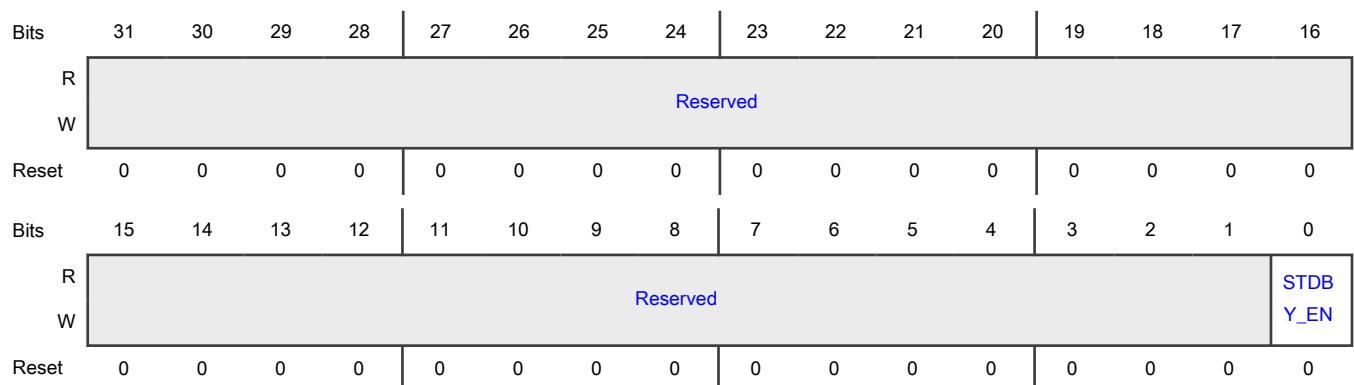 Bits 31 30 29 28 27 26 25 24 23 22 21 20 19 18 17 16
R
Reserved
W
Reset 0 0 0 0 0 0 0 0 0 0 0 0 0 0 0 0
Bits 15 14 13 12 11 10 9 8 7 6 5 4 3 2 1 0
R
Reserved
STDB
Y_EN
W
Reset 0 0 0 0 0 0 0 0 0 0 0 0 0 0 0 0